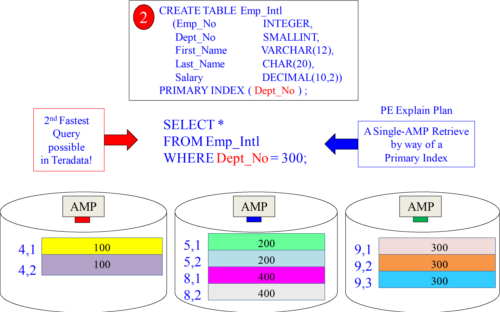 2
CREATE TABLE Emp_Intl
(Emp_No INTEGER,
Dept_No SMALLINT,
First_Name VARCHAR(12),
Last_Name CHAR(20),
Salary DECIMAL(10,2))
PRIMARY INDEX ( Dept_No ) ;
2nd Fastest
Query
possible
in Teradata!
SELECT *
FROM Emp_Intl
WHERE Dept_No = 300;
PE Explain Plan
A Single-AMP Retrieve
by way of a
Primary Index
AMP
4,1 100
4,2 100
AMP
5,1 200
5,2 200
8,1 400
8,2 400
AMP
9,1 300
9,2 300
9,3 300